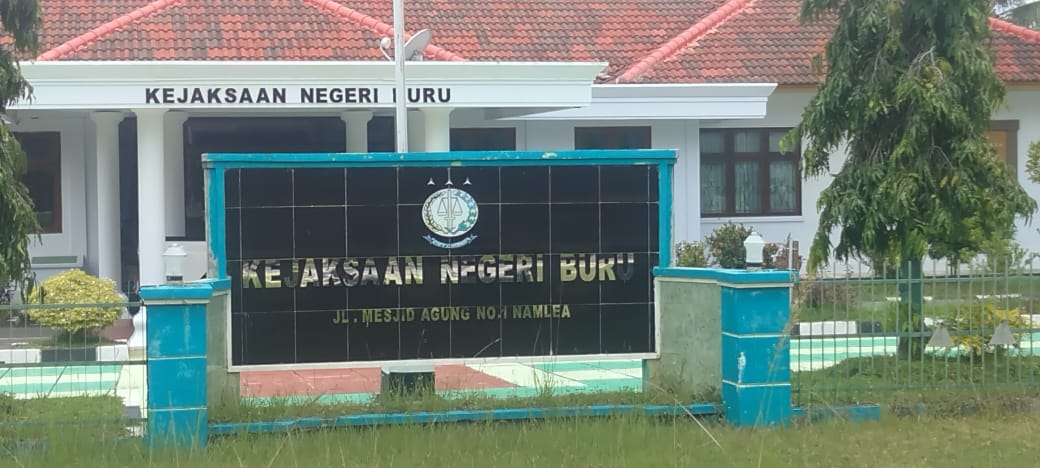 KEJAKSAAN NEGERI BURU
KEJAKSAAN NEGERI BURU
JL. MESJID AGUNG NO.1 NAMLEA